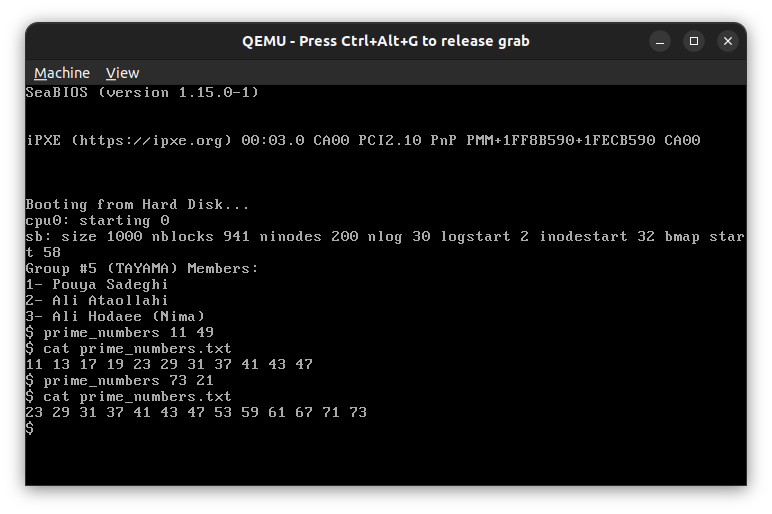 QEMU - Press Ctrl+Alt+G to release grab
Machine View
SeaBIOS (version 1.15.0-1)
iPXE (https://ipxe.org) 00:03.0 CA00 PCI2.10 PnP PMM+1FF8B590+1FECB590 CA00
Booting from Hard Disk...
cpu0: starting 0
sb: size 1000 nblocks 941 ninodes 200 nlog 30 logstart 2 inodestart 32 bmap star
t 58
Group #5 (TAYAMA) Members:
1- Pouya Sadeghi
2- Ali Ataollahi
3- Ali Hodaee (Nima)
$ prime_numbers 11 49
$ cat prime_numbers.txt
11 13 17 19 23 29 31 37 41 43 47
$ prime_numbers 73 21
$ cat prime_numbers.txt
23 29 31 37 41 43 47 53 59 61 67 71 73
$